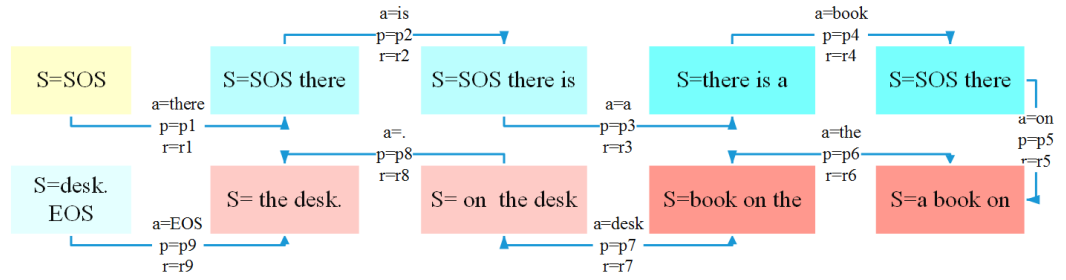 a=is
p=p2
r=r2
a=book
p=p4
r=r4
S=SOS
S=SOS there
S=SOS there is
S=there is a
S=SOS there
a=there
p=p1
r=r1
a=a
p=p3
r=r3
a=on
p=p5
r=r5
a=.
p=p8
r=r8
a=the
p=p6
r=r6
S=desk.
EOS
S= the desk.
S= on the desk
S=book on the
S=a book on
a=EOS
p=p9
r=r9
a=desk
p=p7
r=r7